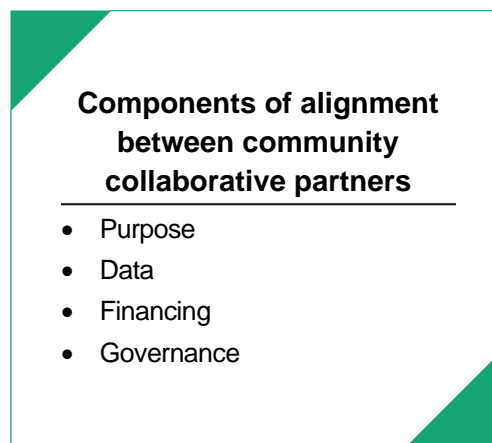 Components of alignment
between community
collaborative partners
• Purpose
• Data
• Financing
• Governance